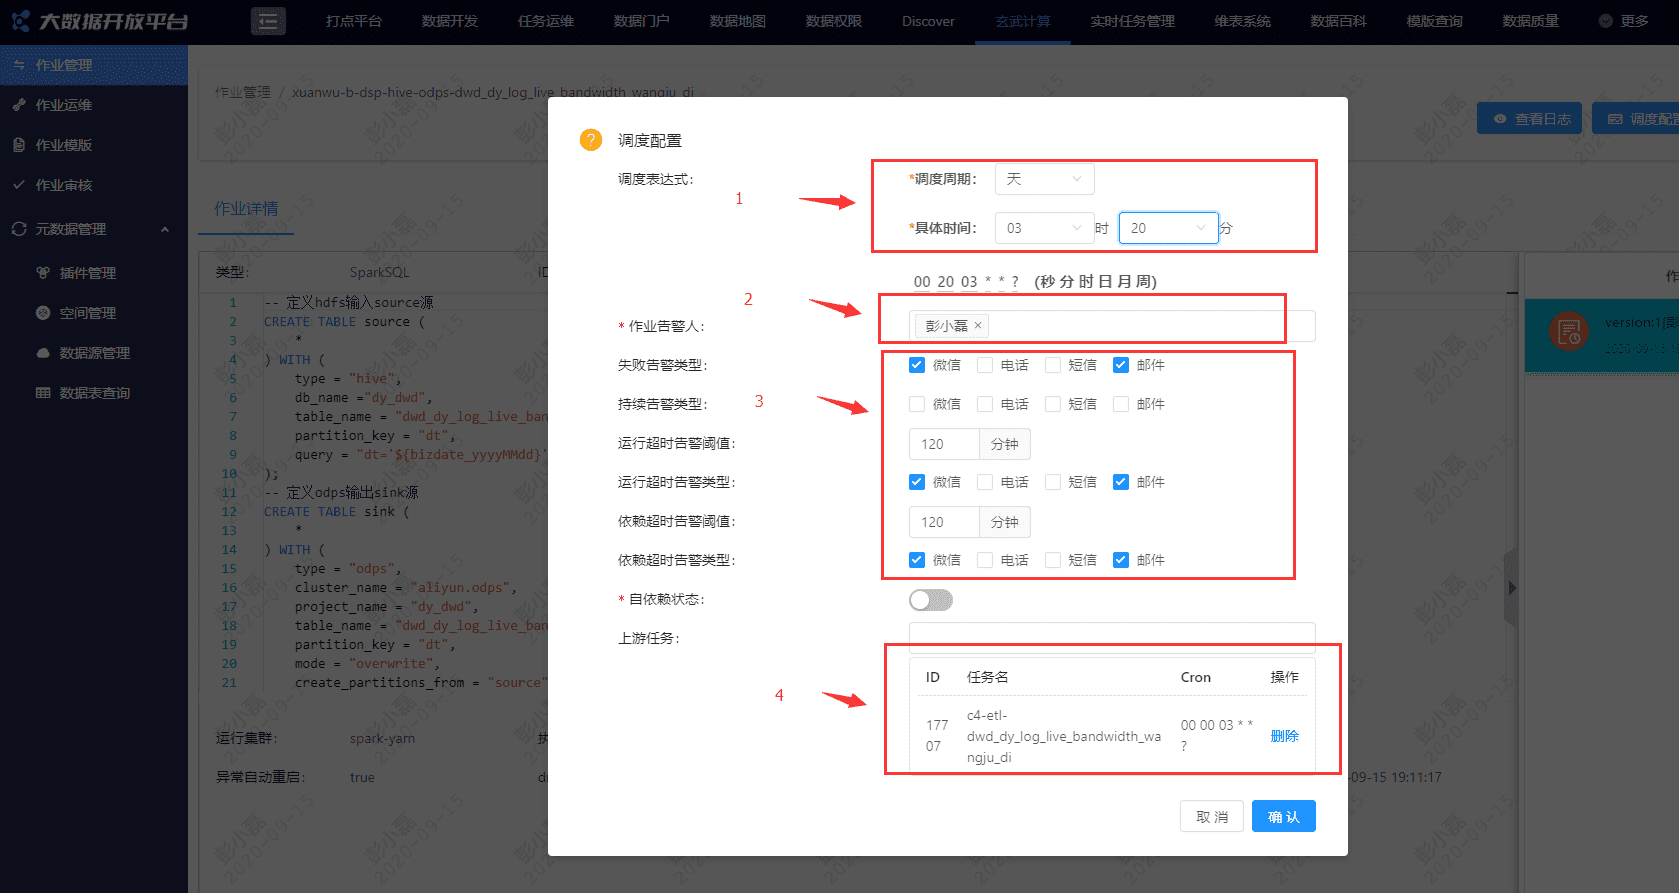 大数据开放平台
打点平台 数据开发 任务运维 数据门户 数据地图 数据权限 Discover 玄武计算 实时任务管理 维表系统 数据百科 模版查询 数据质量 更多
作业管理
作业运维
作业模版
作业审核
元数据管理
插件管理
空间管理
数据源管理
数据表查询
作业管理 / xuanwu-b-dsp-hive-odps-dwd_dy_log_live_bandwidth_wangju_di
查看日志 调度配置
作业详情
类型: SparkSQL ID
1 -- 定义hdfs输入source源
2 CREATE TABLE source (
3 *
4 ) WITH (
5 type = "hive",
6 db_name ="dy_dwd",
7 table_name = "dwd_dy_log_live_ban
8 partition_key = "dt",
9 query = "dt='${bizdate_yyyyMMdd}'
10 );
11 -- 定义odps输出sink源
12 CREATE TABLE sink (
13 *
14 ) WITH (
15 type = "odps",
16 cluster_name = "aliyun.odps",
17 project_name = "dy_dwd",
18 table_name = "dwd_dy_log_live_ban
19 partition_key = "dt",
20 mode = "overwrite",
21 create_partitions_from = "source"
运行集群: spark-yarn 执
异常自动重启: true
-09-15 19:11:17
作
version:1
2020-09-15
? 调度配置
调度表达式:
1
*调度周期: 天
*具体时间: 03 时 20 分
00 20 03 * * ? (秒 分 时 日 月 周)
2
* 作业告警人: 彭小磊 ×
失败告警类型: 微信 电话 短信 邮件
3
持续告警类型: 微信 电话 短信 邮件
运行超时告警阈值: 120 分钟
运行超时告警类型: 微信 电话 短信 邮件
依赖超时告警阈值: 120 分钟
依赖超时告警类型: 微信 电话 短信 邮件
* 自依赖状态:
上游任务:
4
ID 任务名 Cron 操作
17707 c4-etl-dwd_dy_log_live_bandwidth_wangju_di 00 00 03 * * ? 删除
取 消 确 认
彭小磊
2020-09-15